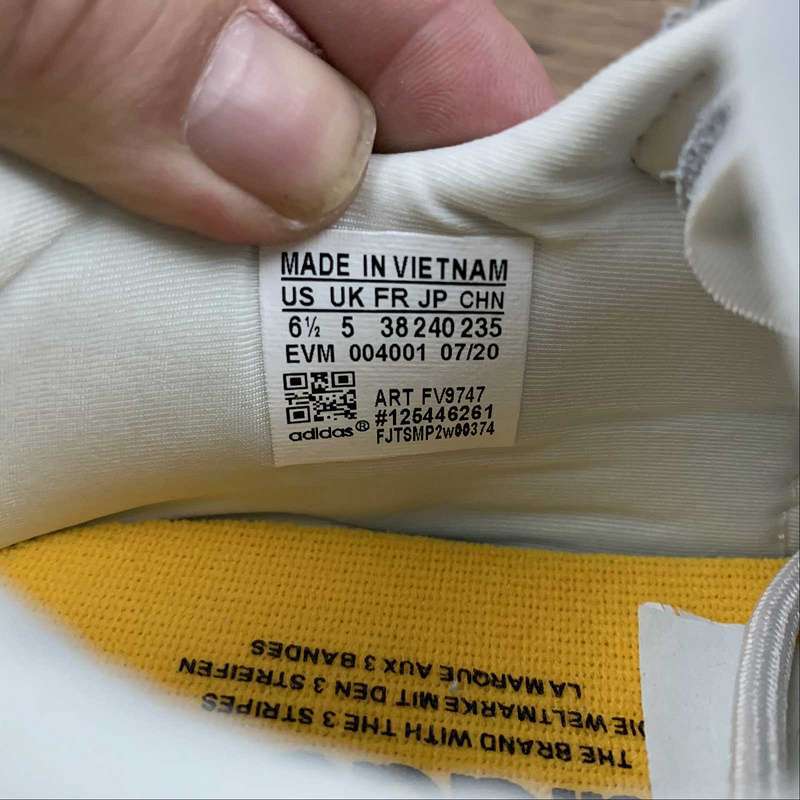 MADE IN VIETNAM
US UK FR JP CHN
6½ 5 38 240 235
EVM 004001 07/20
ART FV9747
#125446261
adidas® FJTSMP2w00374
THE BRAND WITH THE 3 STRIPES
DIE WELTMARKE MIT DEN 3 STREIFEN
LA MARQUE AUX 3 BANDES